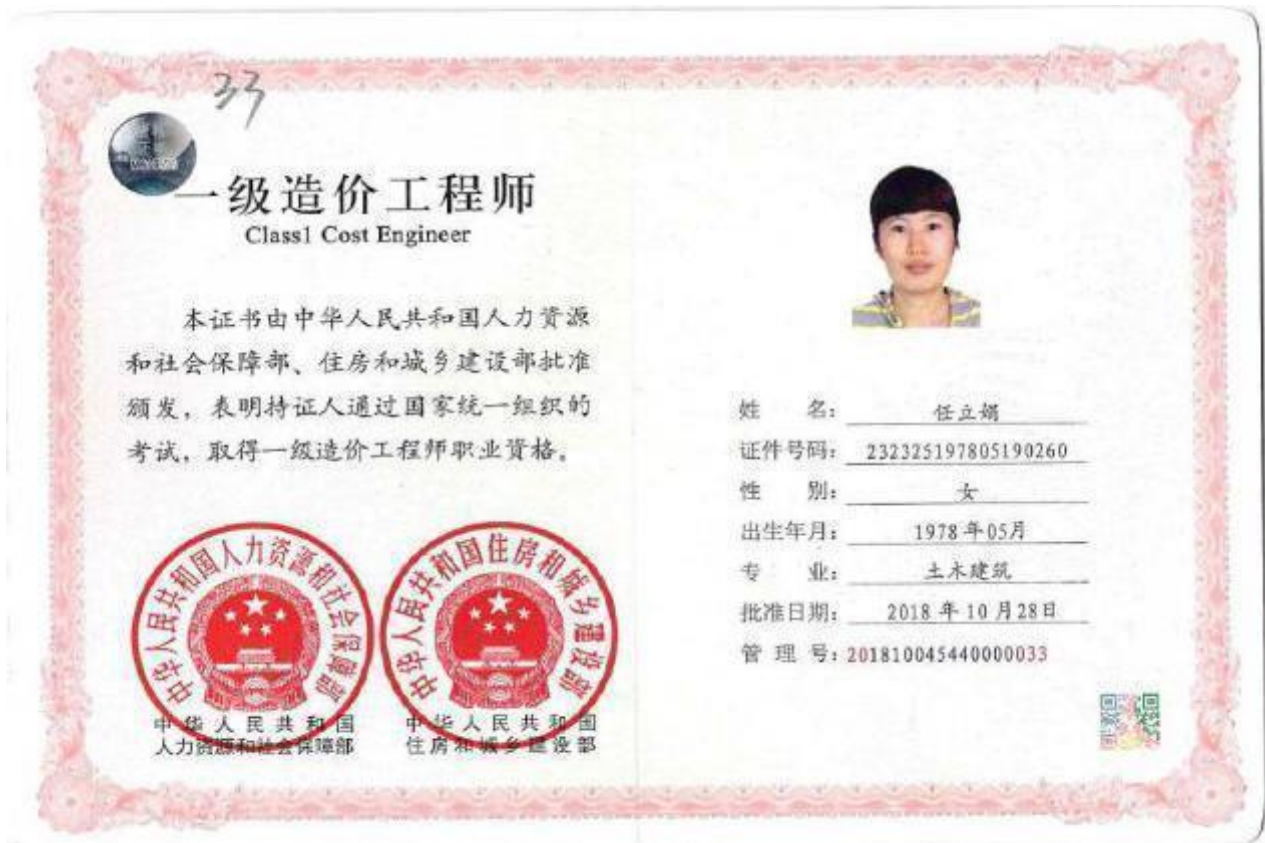 33
一级造价工程师
Class1 Cost Engineer
本证书由中华人民共和国人力资源
和社会保障部、住房和城乡建设部批准
颁发，表明持证人通过国家统一组织的
考试，取得一级造价工程师职业资格。
中华人民共和国人力资源和社会保障部
中华人民共和国住房和城乡建设部
中华人民共和国
人力资源和社会保障部
中华人民共和国
住房和城乡建设部
姓 名： 任立娟
证件号码： 232325197805190260
性 别： 女
出生年月： 1978年05月
专 业： 土木建筑
批准日期： 2018年10月28日
管 理 号：201810045440000033